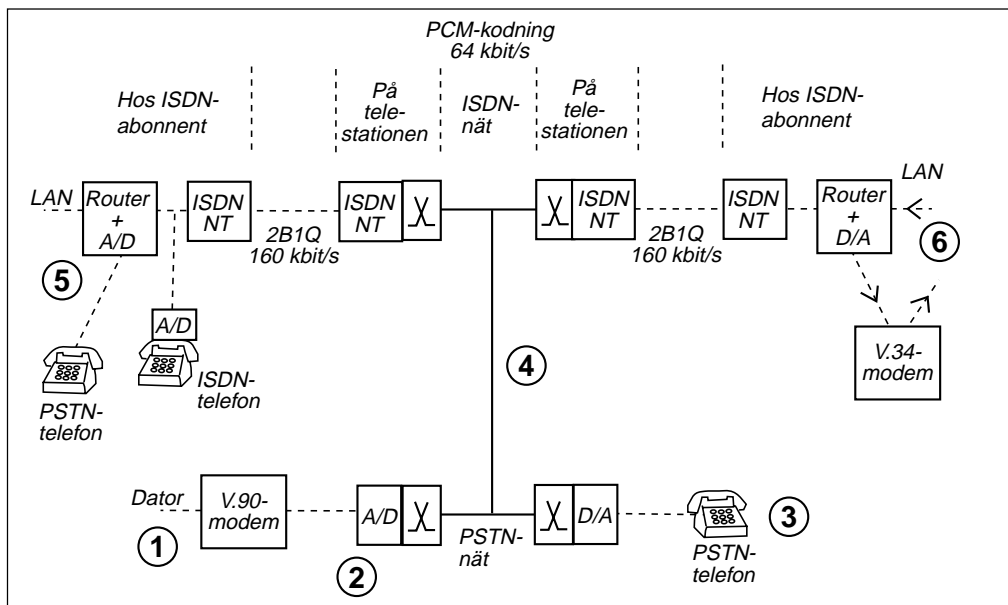 PCM-kodning
64 kbit/s
Hos ISDN-
abonnent
På
tele-
stationen
ISDN-
nät
På
tele-
stationen
Hos ISDN-
abonnent
LAN
Router
+
A/D
ISDN
NT
2B1Q
160 kbit/s
ISDN
NT
ISDN
NT
2B1Q
160 kbit/s
ISDN
NT
Router
+
D/A
LAN
5
6
PSTN-
telefon
A/D
ISDN-
telefon
4
V.34-
modem
Dator
1
V.90-
modem
2
A/D
PSTN-
nät
D/A
PSTN-
telefon
3